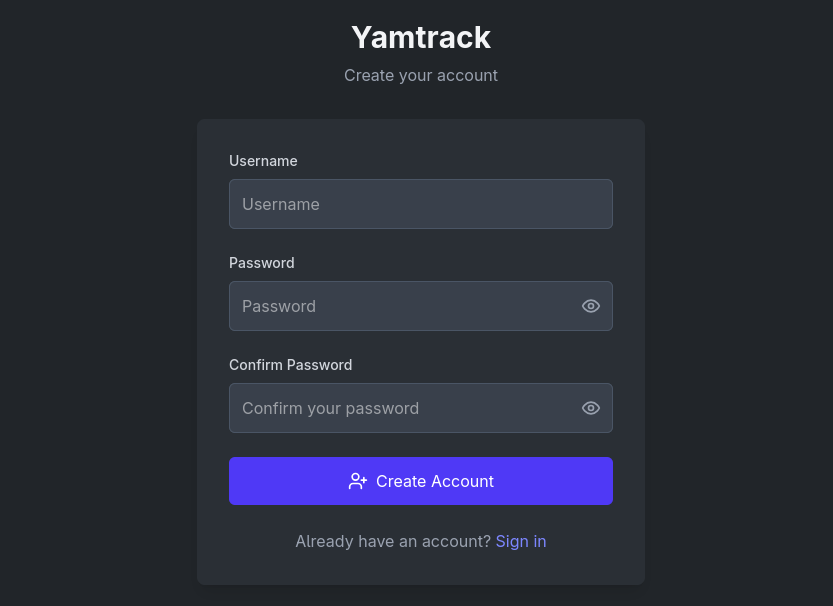 Yamtrack
Create your account
Username
Username
Password
Password
Confirm Password
Confirm your password
Create Account
Already have an account? Sign in